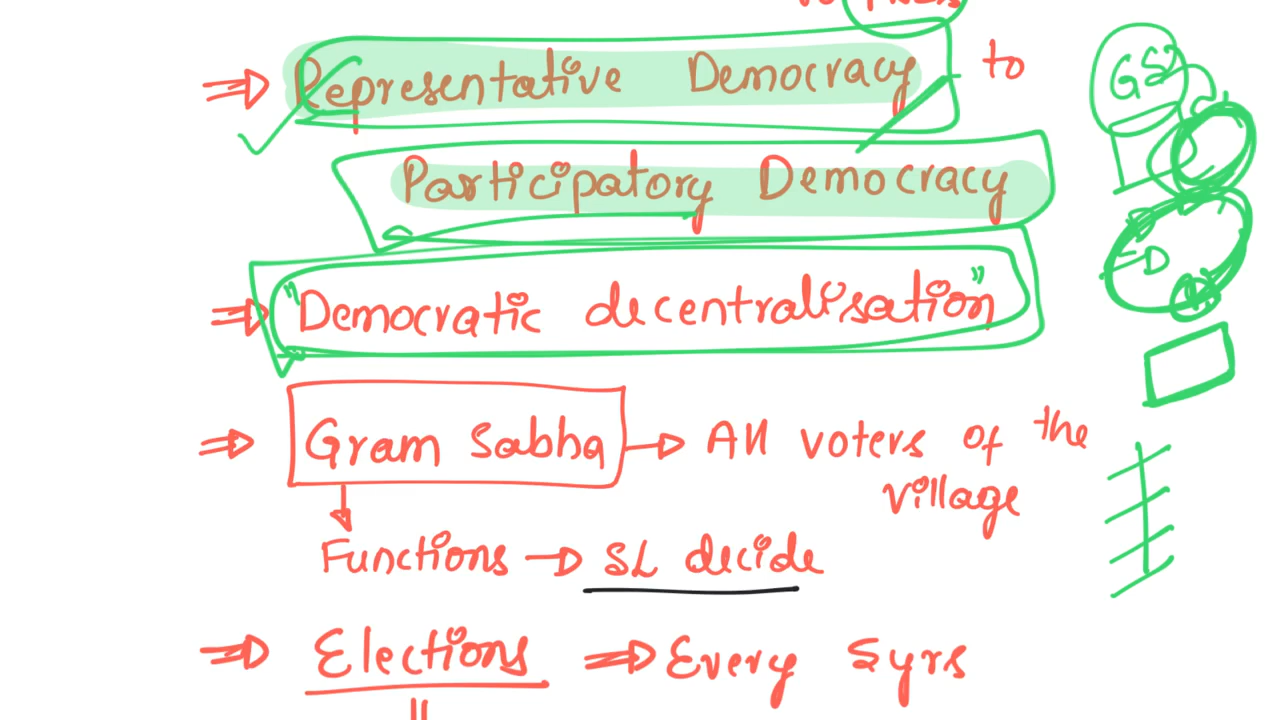 ⇒ Representative Democracy to
Participatory Democracy
⇒ "Democratic decentralisation"
⇒ Gram Sabha → All voters of the
village
Functions → SL decide
⇒ Elections ⇒ Every 5yrs
GS
D